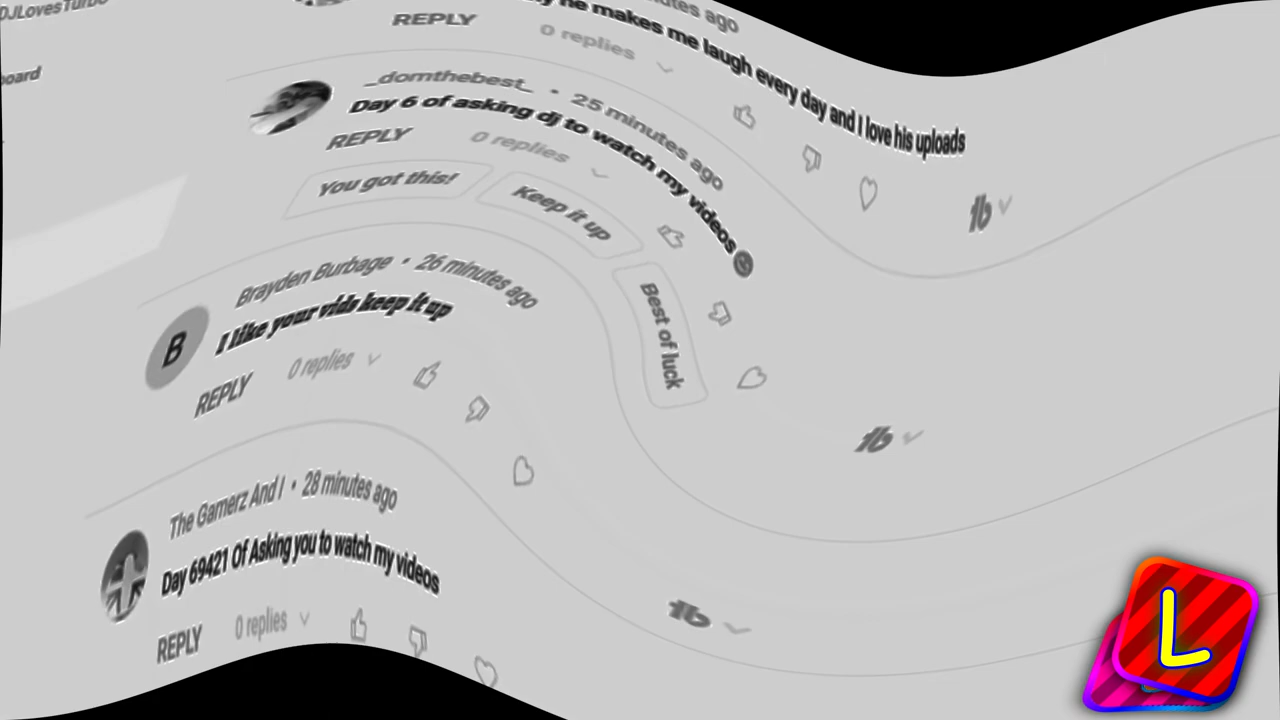 DJLovesTurbo
board
he makes me laugh every day and I love his uploads
REPLY
0 replies
_domthebest_ • 25 minutes ago
Day 6 of asking dj to watch my videos
REPLY
0 replies
You got this!
Keep it up
Best of luck
Brayden Burbage • 26 minutes ago
B
I like your vids keep it up
REPLY
0 replies
The Gamerz And I • 28 minutes ago
Day 69421 Of Asking you to watch my videos
REPLY
0 replies
L